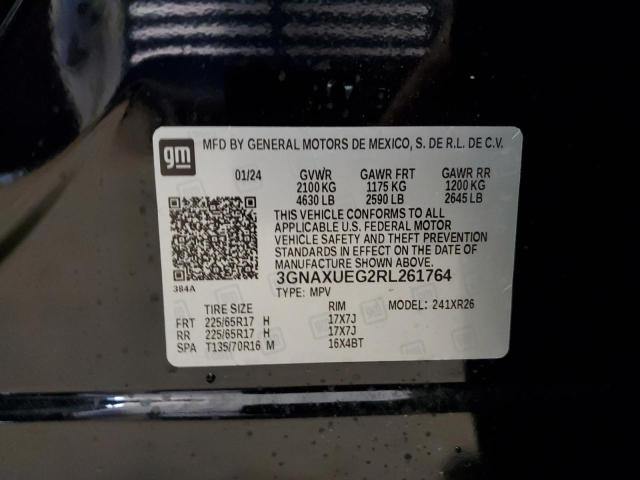 gm
MFD BY GENERAL MOTORS DE MEXICO, S. DE R.L. DE C.V.
01/24 GVWR GAWR FRT GAWR RR
2100 KG 1175 KG 1200 KG
4630 LB 2590 LB 2645 LB
THIS VEHICLE CONFORMS TO ALL
APPLICABLE U.S. FEDERAL MOTOR
VEHICLE SAFETY AND THEFT PREVENTION
STANDARDS IN EFFECT ON THE DATE OF
MANUFACTURE SHOWN ABOVE.
3GNAXUEG2RL261764
384A TYPE: MPV
TIRE SIZE RIM MODEL: 241XR26
FRT 225/65R17 H 17X7J
RR 225/65R17 H 17X7J
SPA T135/70R16 M 16X4BT